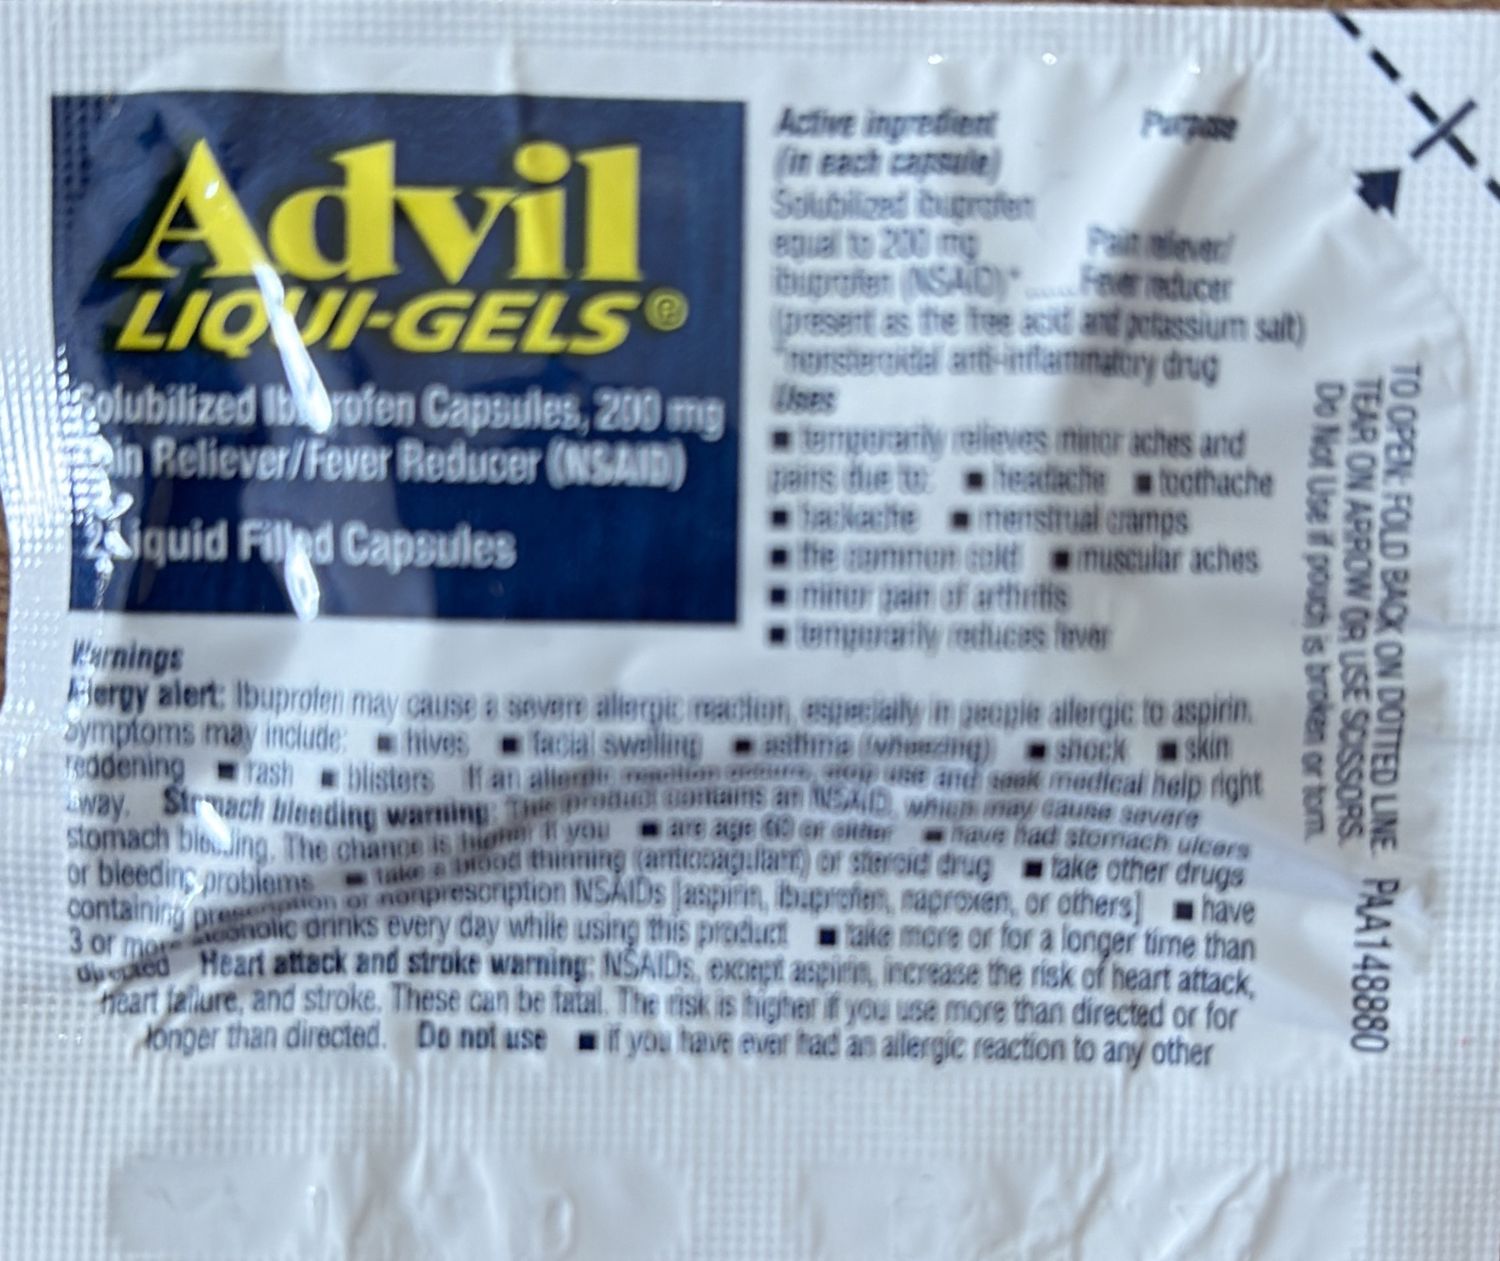 Advil
LIQUI-GELS®
Solubilized Ibuprofen Capsules, 200 mg
Pain Reliever/Fever Reducer (NSAID)
2 Liquid Filled Capsules
Active ingredient Purpose
(in each capsule)
Solubilized ibuprofen
equal to 200 mg Pain reliever/
ibuprofen (NSAID)* ...... Fever reducer
(present as the free acid and potassium salt)
*nonsteroidal anti-inflammatory drug
Uses
■ temporarily relieves minor aches and
pains due to: ■ headache ■ toothache
■ backache ■ menstrual cramps
■ the common cold ■ muscular aches
■ minor pain of arthritis
■ temporarily reduces fever
Warnings
Allergy alert: Ibuprofen may cause a severe allergic reaction, especially in people allergic to aspirin.
Symptoms may include: ■ hives ■ facial swelling ■ asthma (wheezing) ■ shock ■ skin
reddening ■ rash ■ blisters If an allergic reaction occurs, stop use and seek medical help right
away. Stomach bleeding warning: This product contains an NSAID, which may cause severe
stomach bleeding. The chance is higher if you ■ are age 60 or older ■ have had stomach ulcers
or bleeding problems ■ take a blood thinning (anticoagulant) or steroid drug ■ take other drugs
containing prescription or nonprescription NSAIDs [aspirin, ibuprofen, naproxen, or others] ■ have
3 or more alcoholic drinks every day while using this product ■ take more or for a longer time than
directed Heart attack and stroke warning: NSAIDs, except aspirin, increase the risk of heart attack,
heart failure, and stroke. These can be fatal. The risk is higher if you use more than directed or for
longer than directed. Do not use ■ if you have ever had an allergic reaction to any other
TO OPEN: FOLD BACK ON DOTTED LINE.
TEAR ON ARROW OR USE SCISSORS.
Do Not Use if pouch is broken or torn.
PAA148880